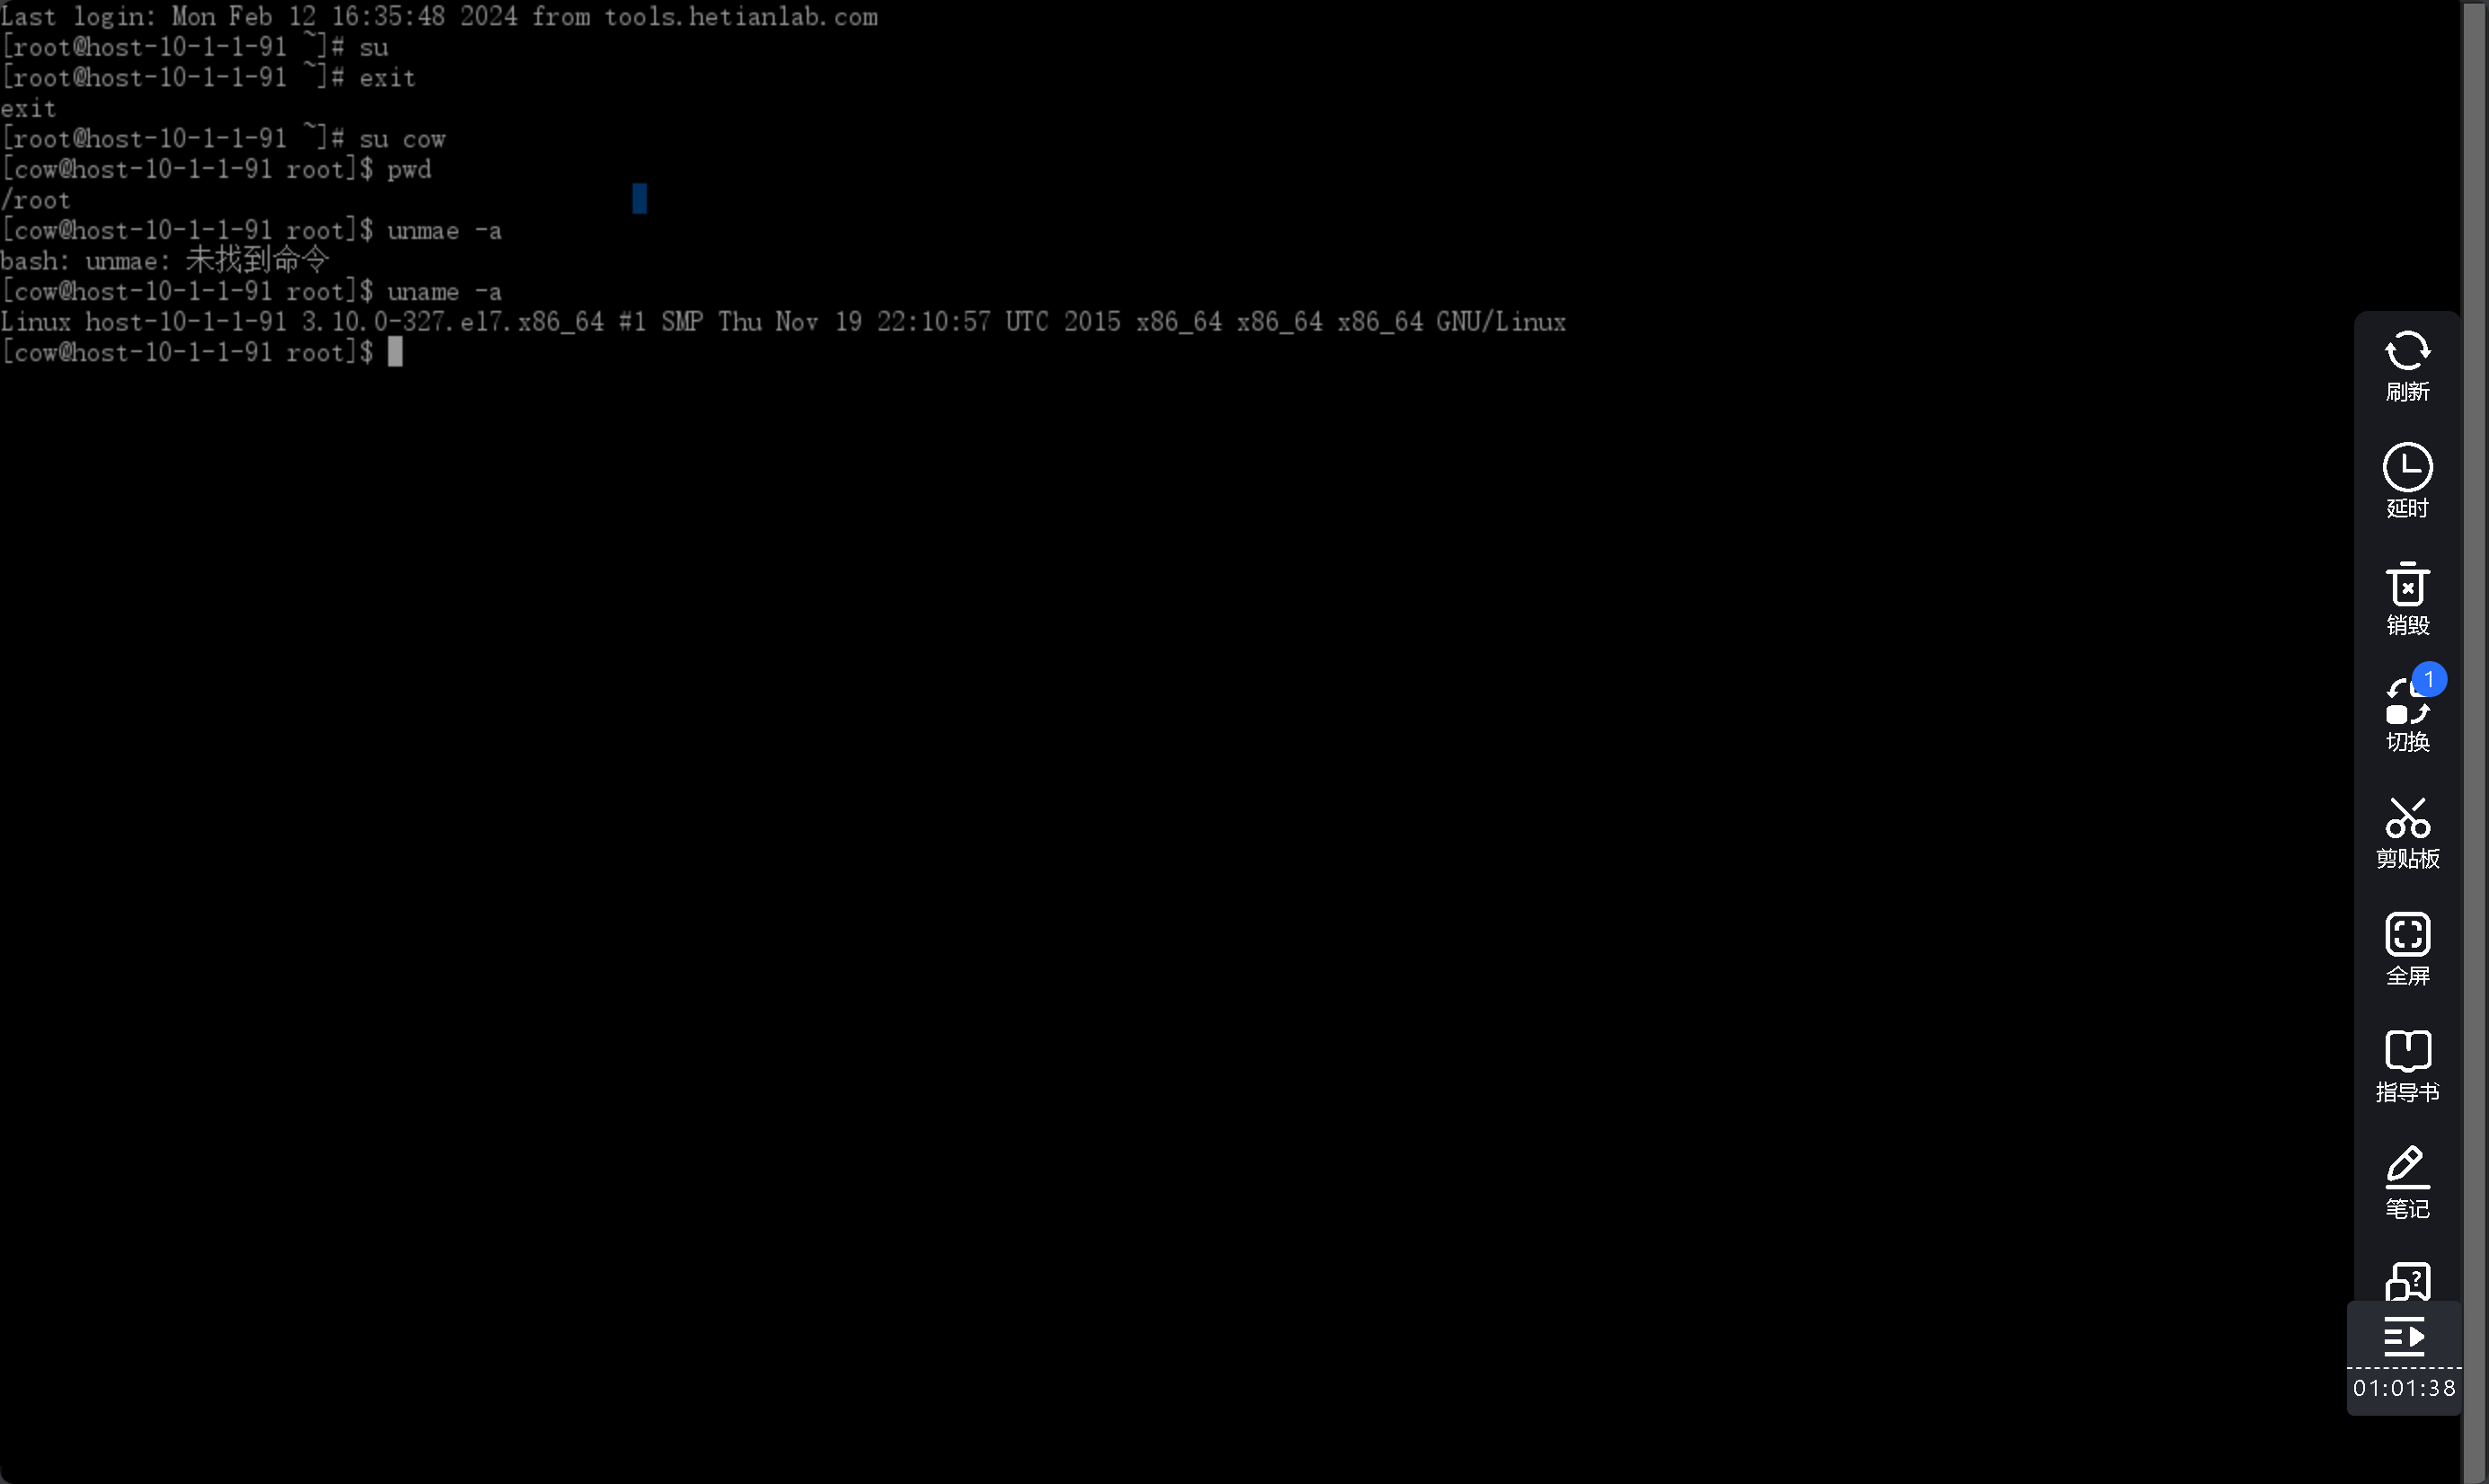 Last login: Mon Feb 12 16:35:48 2024 from tools.hetianlab.com
[root@host-10-1-1-91 ~]# su
[root@host-10-1-1-91 ~]# exit
exit
[root@host-10-1-1-91 ~]# su cow
[cow@host-10-1-1-91 root]$ pwd
/root
[cow@host-10-1-1-91 root]$ unmae -a
bash: unmae: 未找到命令
[cow@host-10-1-1-91 root]$ uname -a
Linux host-10-1-1-91 3.10.0-327.el7.x86_64 #1 SMP Thu Nov 19 22:10:57 UTC 2015 x86_64 x86_64 x86_64 GNU/Linux
[cow@host-10-1-1-91 root]$
刷新
延时
销毁
1
切换
剪贴板
全屏
指导书
笔记
?
01:01:38